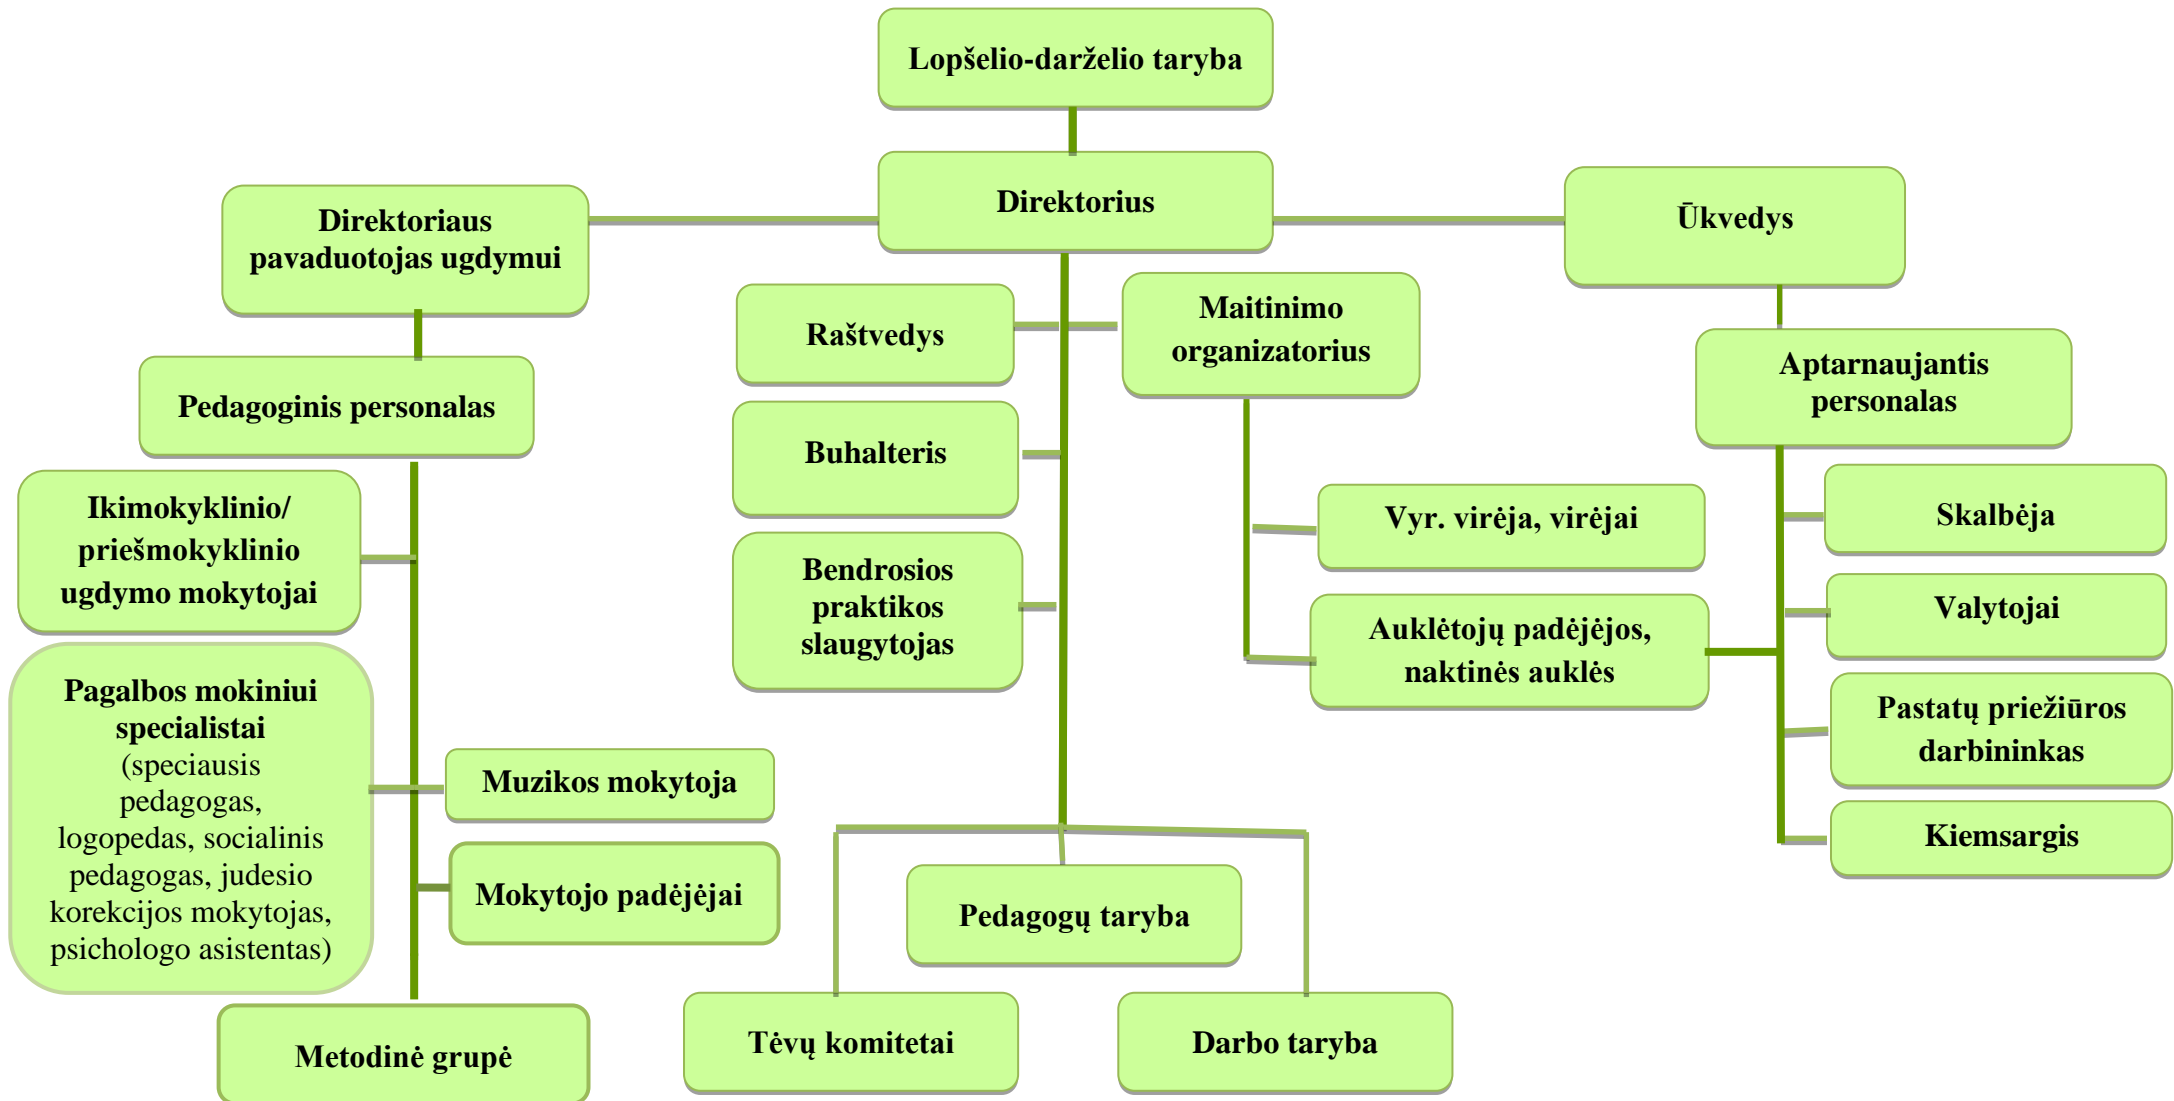 Lopšelio-darželio taryba
Direktorius
Direktoriaus
pavaduotojas ugdymui
Ūkvedys
Raštvedys
Maitinimo
organizatorius
Aptarnaujantis
personalas
Pedagoginis personalas
Buhalteris
Ikimokyklinio/
priešmokyklinio
ugdymo mokytojai
Vyr. virėja, virėjai
Skalbėja
Bendrosios
praktikos
slaugytojas
Auklėtojų padėjėjos,
naktinės auklės
Valytojai
Pagalbos mokiniui
specialistai
(speciausis
pedagogas,
logopedas, socialinis
pedagogas, judesio
korekcijos mokytojas,
psichologo asistentas)
Pastatų priežiūros
darbininkas
Muzikos mokytoja
Kiemsargis
Mokytojo padėjėjai
Pedagogų taryba
Metodinė grupė
Tėvų komitetai
Darbo taryba